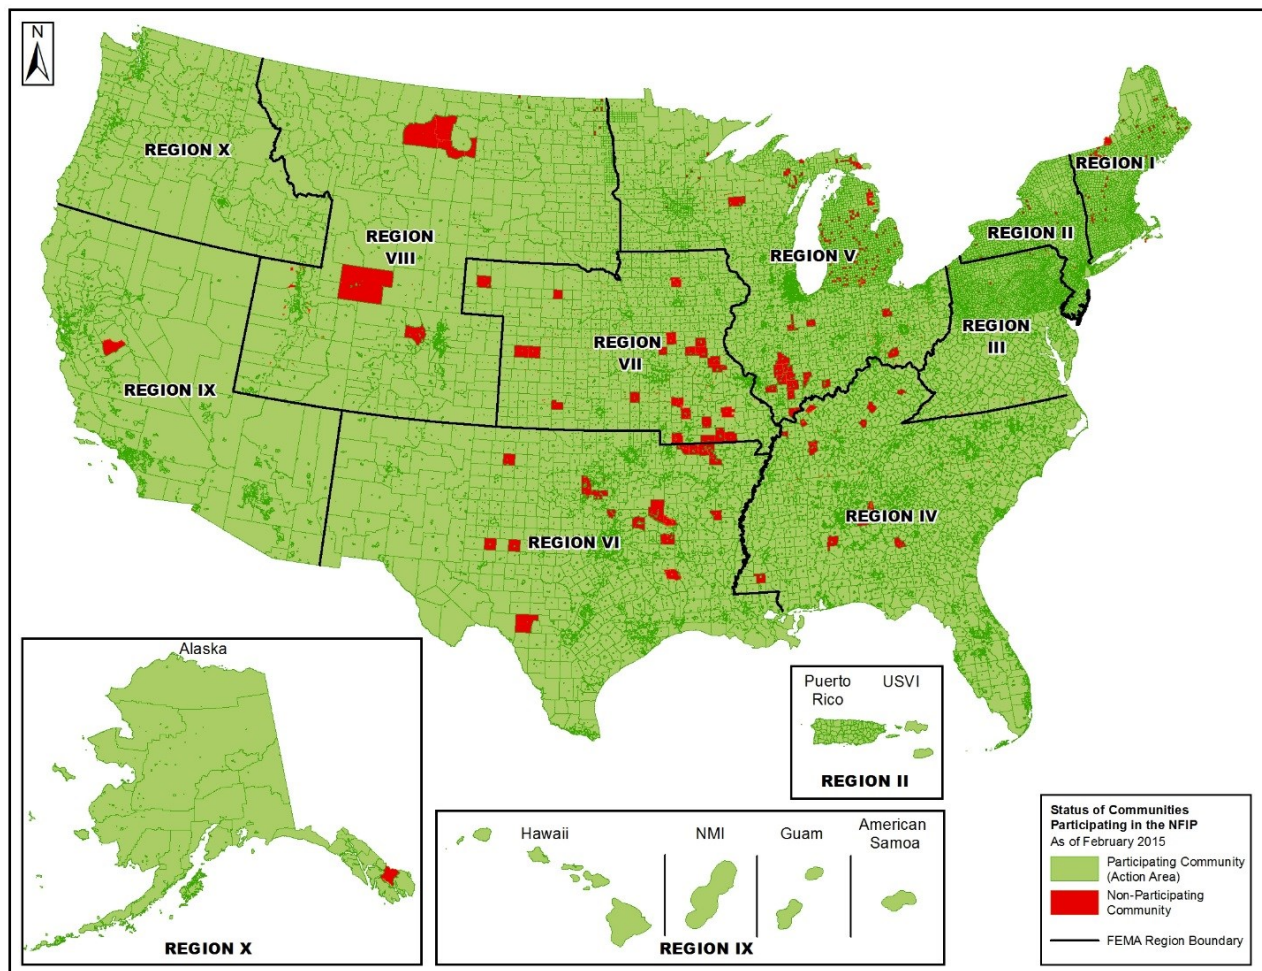 N
REGION X
REGION
VIII
REGION IX
REGION
VII
REGION VI
REGION V
REGION IV
REGION
III
REGION II
REGION I
Alaska
REGION X
Puerto
Rico
USVI
REGION II
Hawaii
NMI
Guam
American
Samoa
REGION IX
Status of Communities
Participating in the NFIP
As of February 2015
Participating Community
(Action Area)
Non-Participating
Community
FEMA Region Boundary